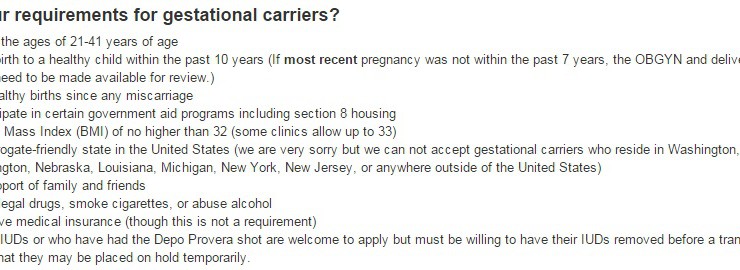 r requirements for gestational carriers?
the ages of 21-41 years of age
irth to a healthy child within the past 10 years (If most recent pregnancy was not within the past 7 years, the OBGYN and delive
eed to be made available for review.)
althy births since any miscarriage
ipate in certain government aid programs including section 8 housing
Mass Index (BMI) of no higher than 32 (some clinics allow up to 33)
rogate-friendly state in the United States (we are very sorry but we can not accept gestational carriers who reside in Washington,
gton, Nebraska, Louisiana, Michigan, New York, New Jersey, or anywhere outside of the United States)
port of family and friends
egal drugs, smoke cigarettes, or abuse alcohol
ve medical insurance (though this is not a requirement)
IUDs or who have had the Depo Provera shot are welcome to apply but must be willing to have their IUDs removed before a tran
hat they may be placed on hold temporarily.